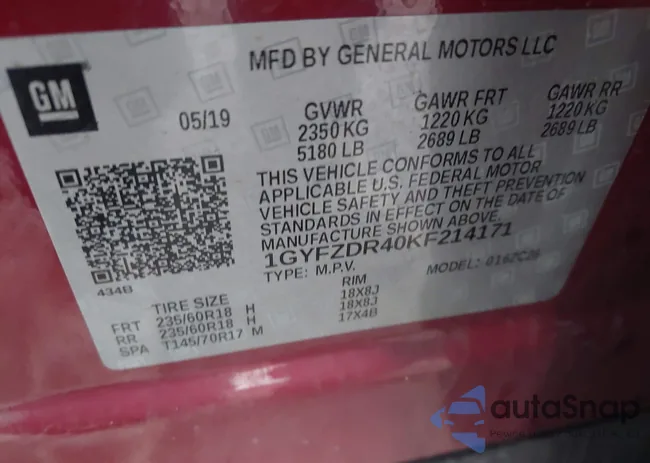 MFD BY GENERAL MOTORS LLC
GM
05/19
GVWR
2350 KG
5180 LB
GAWR FRT
1220 KG
2689 LB
GAWR RR
1220 KG
2689 LB
THIS VEHICLE CONFORMS TO ALL
APPLICABLE U.S. FEDERAL MOTOR
VEHICLE SAFETY AND THEFT PREVENTION
STANDARDS IN EFFECT ON THE DATE OF
MANUFACTURE SHOWN ABOVE.
1GYFZDR40KF214171
TYPE: M.P.V.
MODEL:
434B
TIRE SIZE
RIM
FRT 235/60R18 H 18X8J
RR 235/60R18 H 18X8J
SPA T145/70R17 M 17X4B
autaSnap